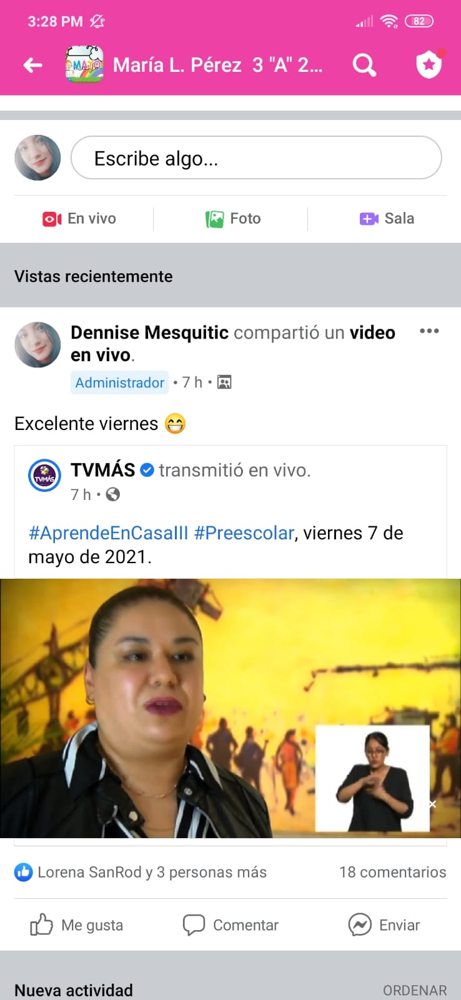 3:28 PM 82
MAYO María L. Pérez 3 "A" 2...
Escribe algo...
En vivo Foto Sala
Vistas recientemente
Dennise Mesquitic compartió un video
en vivo.
Administrador • 7 h •
Excelente viernes 😁
TVMÁS transmitió en vivo.
TVMÁS
7 h •
#AprendeEnCasaIII #Preescolar, viernes 7 de
mayo de 2021.
Lorena SanRod y 3 personas más 18 comentarios
Me gusta Comentar Enviar
Nueva actividad ORDENAR